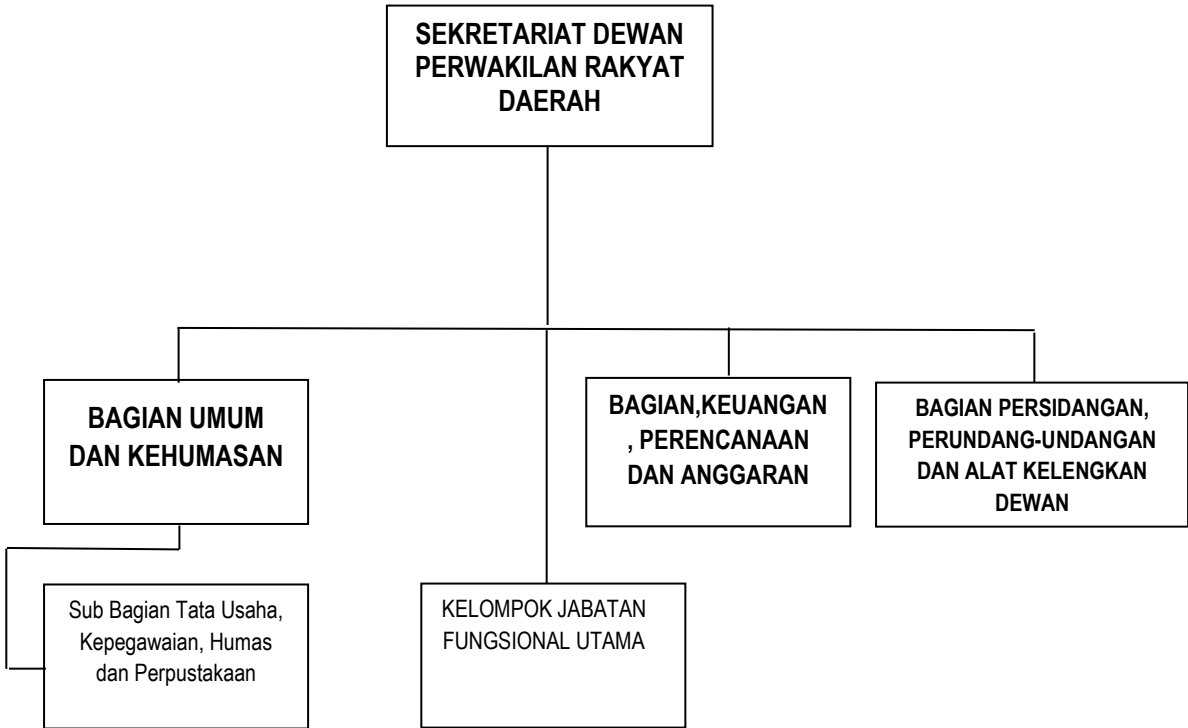 SEKRETARIAT DEWAN
PERWAKILAN RAKYAT
DAERAH
BAGIAN UMUM
DAN KEHUMASAN
BAGIAN,KEUANGAN
, PERENCANAAN
DAN ANGGARAN
BAGIAN PERSIDANGAN,
PERUNDANG-UNDANGAN
DAN ALAT KELENGKAN
DEWAN
Sub Bagian Tata Usaha,
Kepegawaian, Humas
dan Perpustakaan
KELOMPOK JABATAN
FUNGSIONAL UTAMA